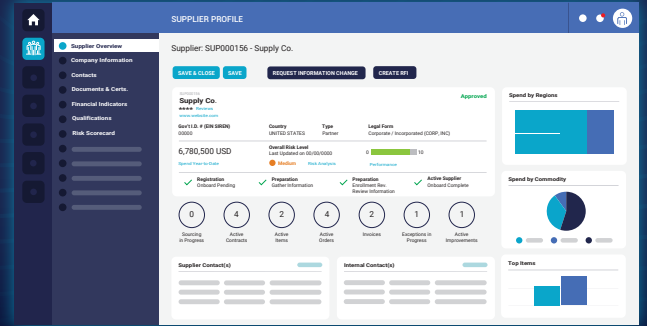 SUPPLIER PROFILE
Supplier Overview
Company Information
Contacts
Documents & Certs.
Financial Indicators
Qualifications
Risk Scorecard
Supplier: SUP000156 - Supply Co.
SAVE & CLOSE
SAVE
REQUEST INFORMATION CHANGE
CREATE RFI
Supply Co.
Reviews
www.website.com
Approved
Gov't I.D. # (EIN SIREN)
00000
Country
UNITED STATES
Type
Partner
Legal Form
Corporate / Incorporated (CORP, INC)
6,780,500 USD
Spend Year-to-Date
Overall Risk Level
Last Updated on 00/00/0000
Medium
Risk Analysis
0
10
Performance
Registration
Onboard Pending
Preparation
Gather Information
Preparation
Enrollment Rev.
Review Information
Active Supplier
Onboard Complete
0
Sourcing
in Progress
4
Active
Contracts
2
Active
Items
4
Active
Orders
2
Invoices
1
Exceptions in
Progress
1
Active
Improvements
Supplier Contact(s)
Internal Contact(s)
Spend by Regions
Spend by Commodity
Top Items